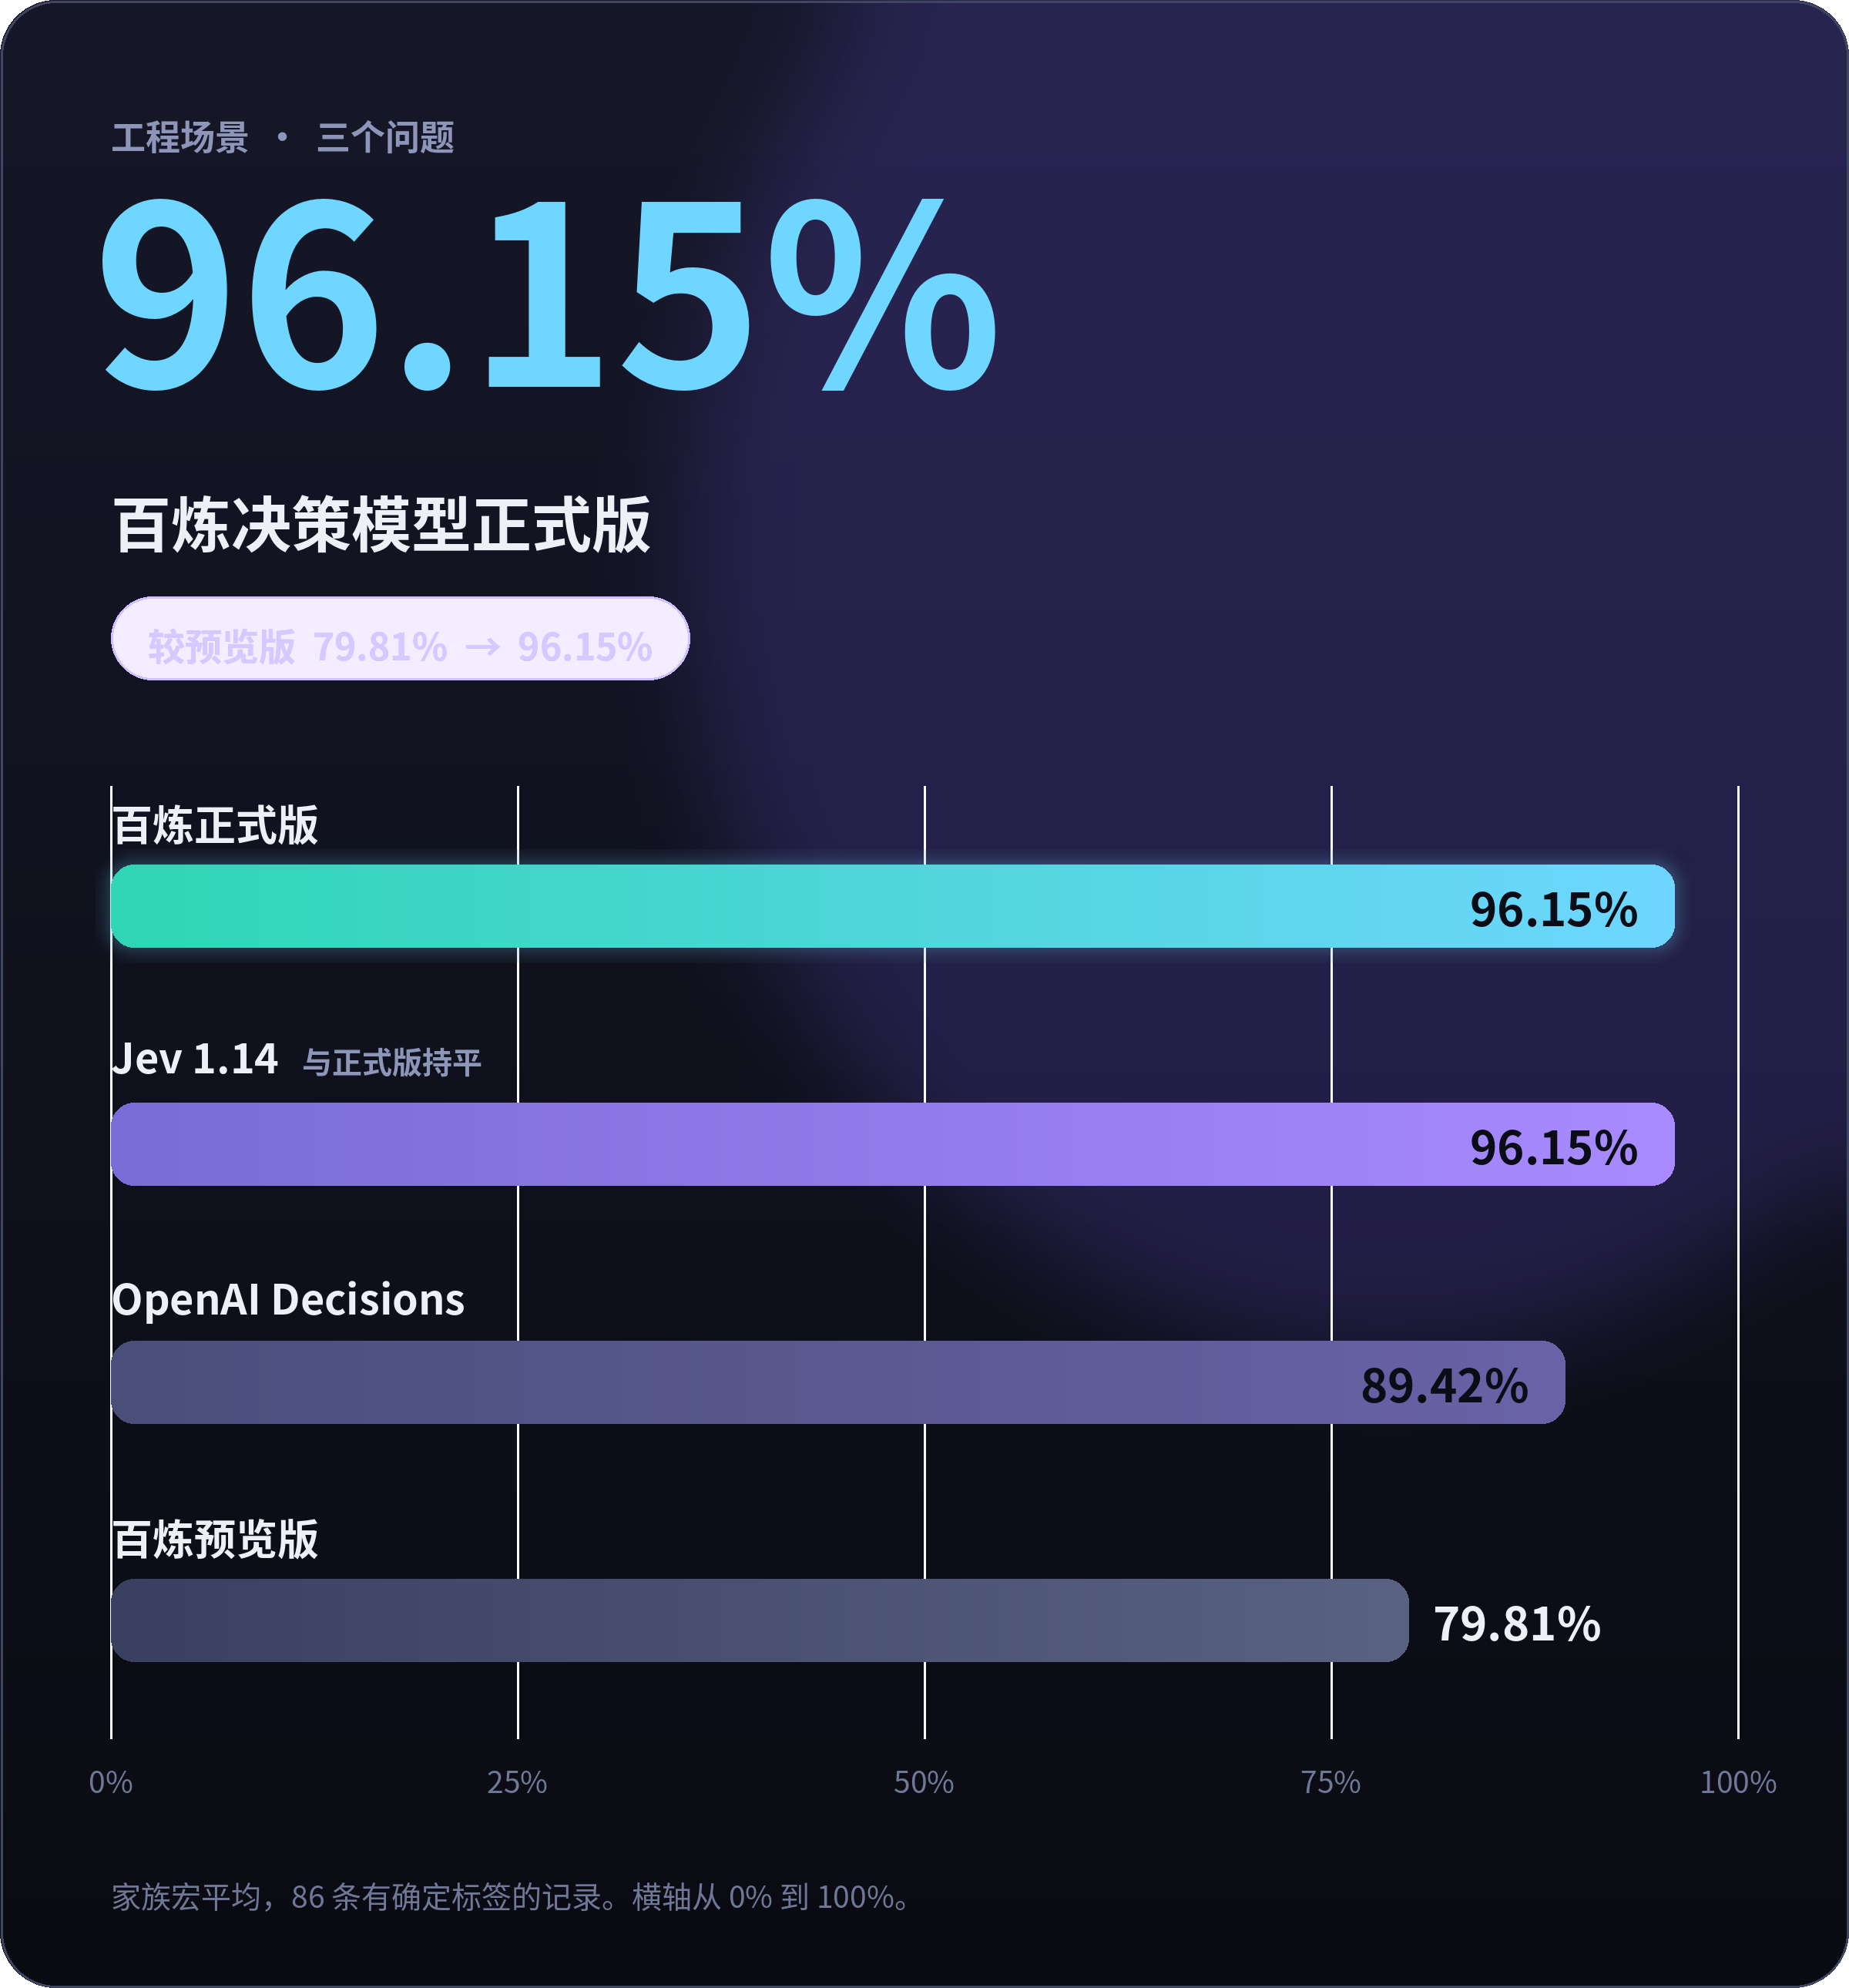 工程场景 · 三个问题
96.15%
百炼决策模型正式版
较预览版 79.81% → 96.15%
百炼正式版
96.15%
Jev 1.14 与正式版持平
96.15%
OpenAI Decisions
89.42%
百炼预览版
79.81%
0% 25% 50% 75% 100%
家族宏平均，86 条有确定标签的记录。横轴从 0% 到 100%。